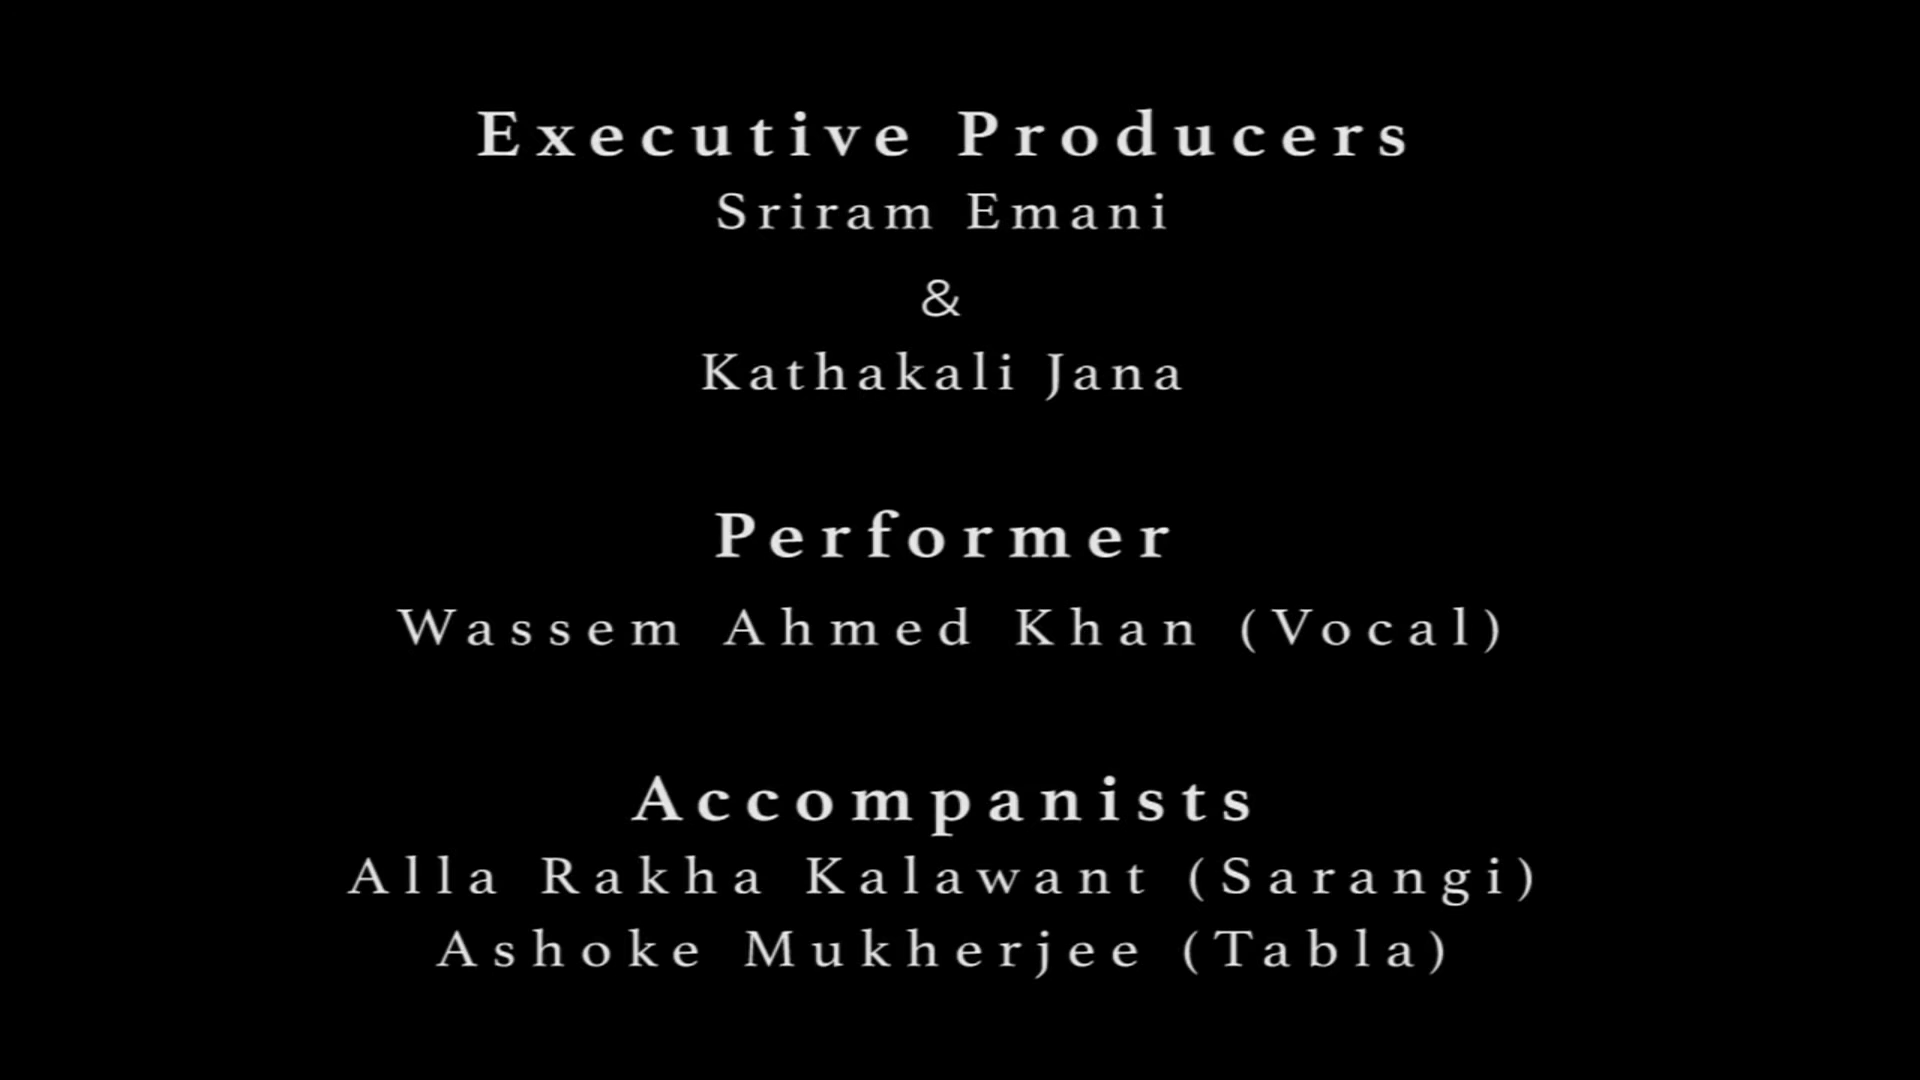 Executive Producers
Sriram Emani
&
Kathakali Jana
Performer
Wassem Ahmed Khan (Vocal)
Accompanists
Alla Rakha Kalawant (Sarangi)
Ashoke Mukherjee (Tabla)